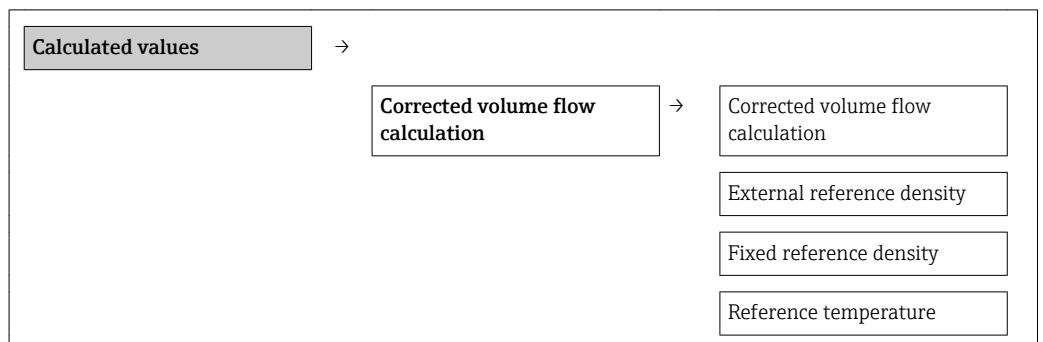 Calculated values →
Corrected volume flow
calculation
→
Corrected volume flow
calculation
External reference density
Fixed reference density
Reference temperature